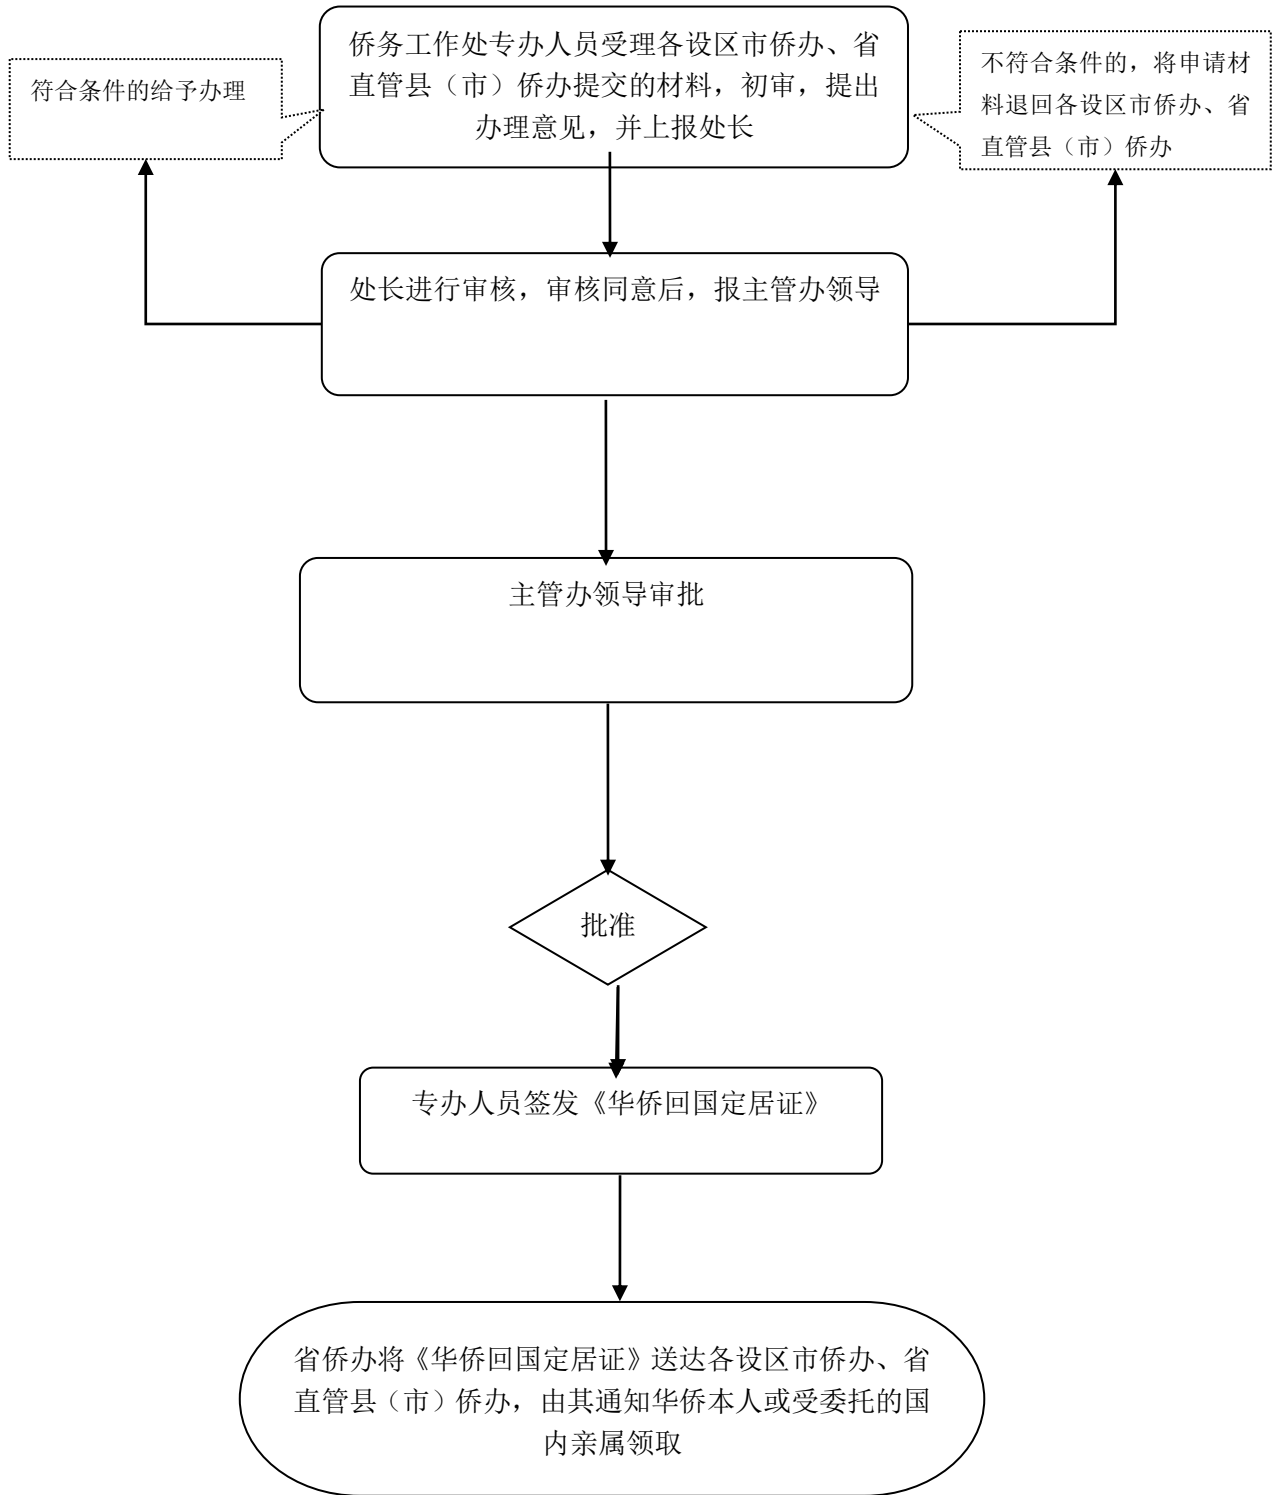 侨务工作处专办人员受理各设区市侨办、省
直管县（市）侨办提交的材料，初审，提出
办理意见，并上报处长
符合条件的给予办理
不符合条件的，将申请材
料退回各设区市侨办、省
直管县（市）侨办
处长进行审核，审核同意后，报主管办领导
主管办领导审批
批准
专办人员签发《华侨回国定居证》
省侨办将《华侨回国定居证》送达各设区市侨办、省
直管县（市）侨办，由其通知华侨本人或受委托的国
内亲属领取